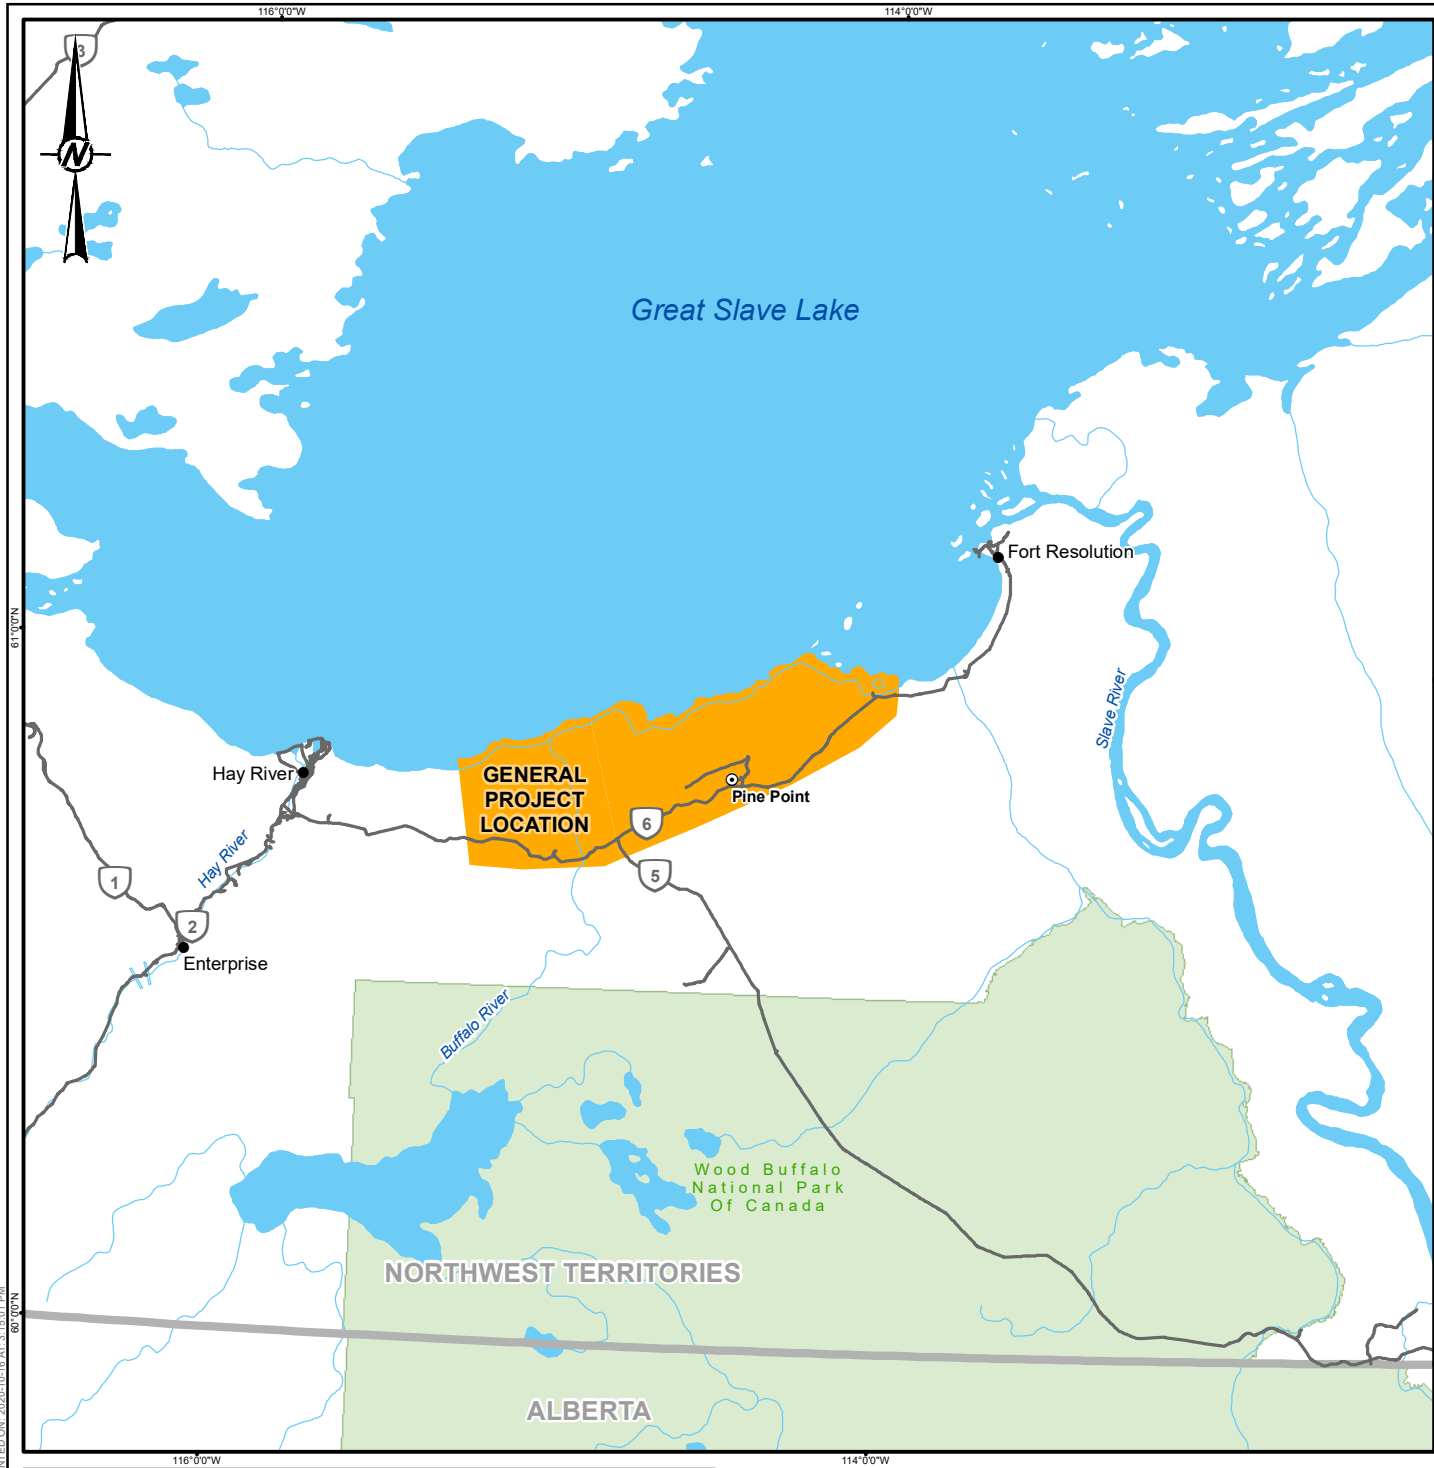 116°0'0"W
114°0'0"W
3
N
Great Slave Lake
Fort Resolution
61°0'0"N
Slave River
Hay River
GENERAL
PROJECT
LOCATION
Pine Point
6
5
Hay River
1
2
Enterprise
Buffalo River
Wood Buffalo
National Park
Of Canada
NORTHWEST TERRITORIES
60°0'0"N
ALBERTA
116°0'0"W
114°0'0"W